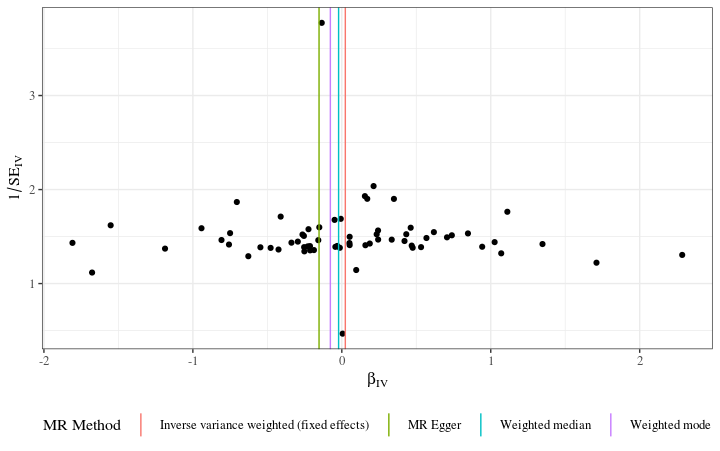 1/SE_IV
3
2
1
-2 -1 0 1 2
β_IV
MR Method Inverse variance weighted (fixed effects) MR Egger Weighted median Weighted mode